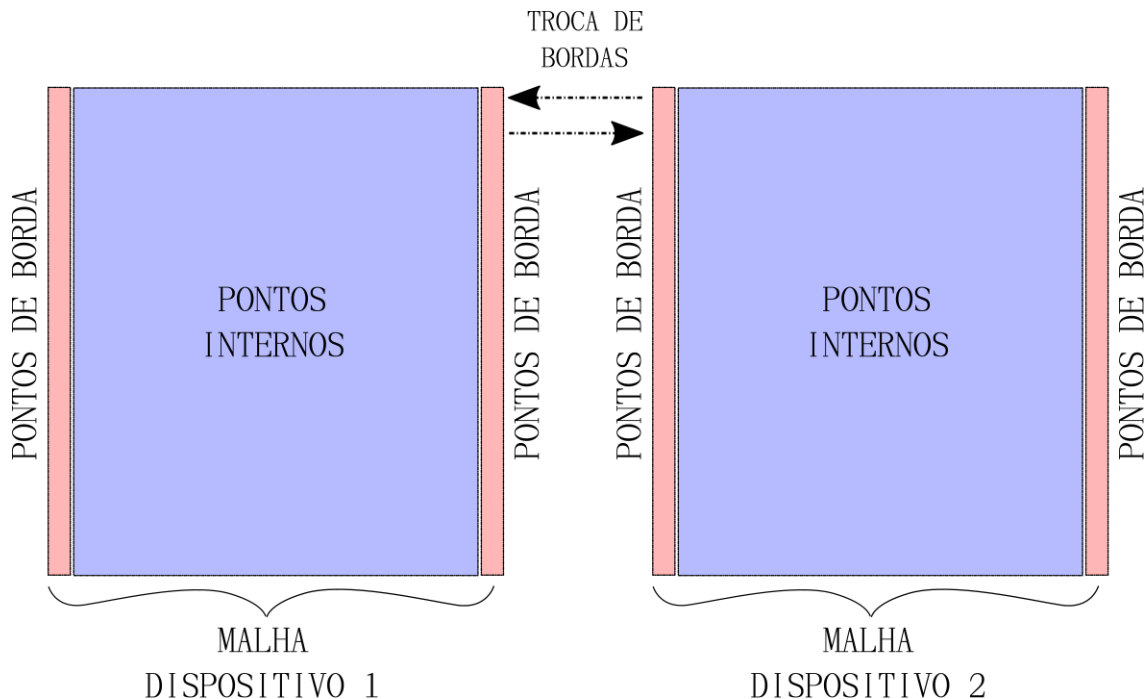 TROCA DE
BORDAS
PONTOS DE BORDA
PONTOS
INTERNOS
PONTOS DE BORDA
PONTOS DE BORDA
PONTOS
INTERNOS
PONTOS DE BORDA
MALHA
DISPOSITIVO 1
MALHA
DISPOSITIVO 2